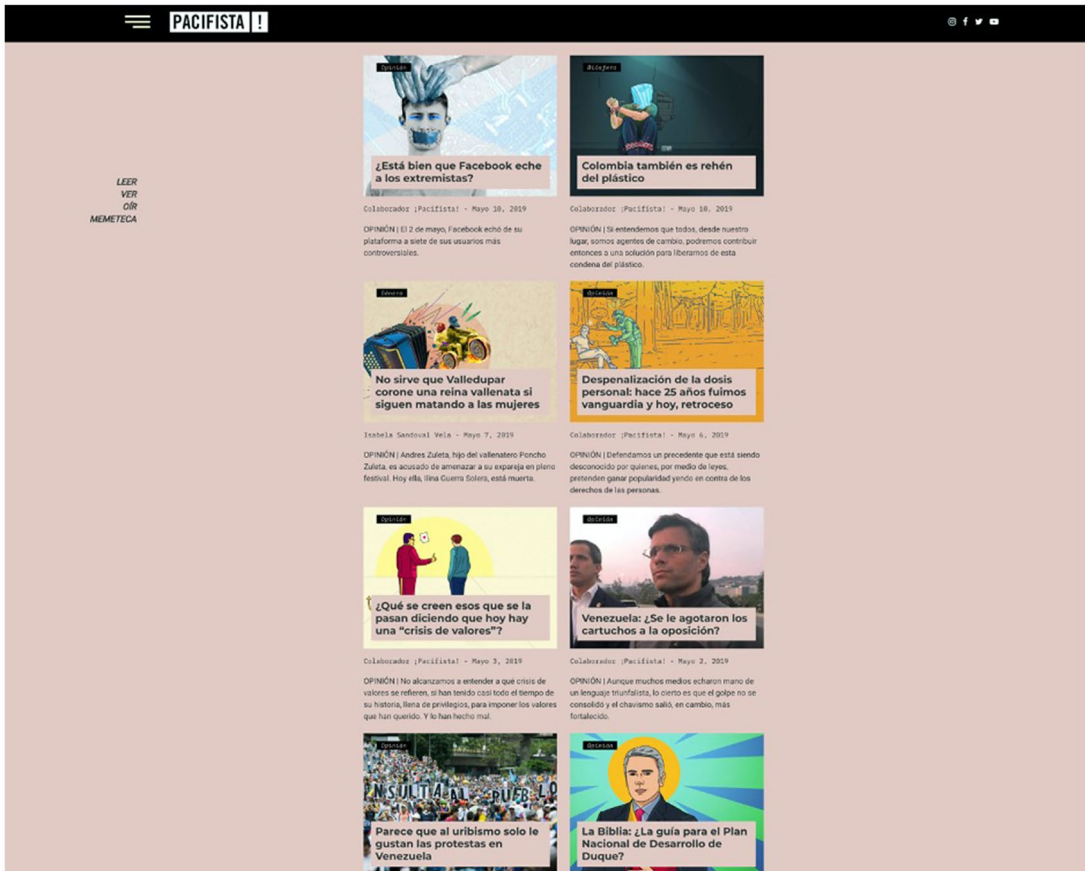 PACIFISTA!
LEER
VER
OÍR
MEMETECA
Opinión
¿Está bien que Facebook eche
a los extremistas?
Colaborador ¡Pacifista! - Mayo 10, 2019
OPINIÓN | El 2 de mayo, Facebook echó de su
plataforma a siete de sus usuarios más
controversiales.
Colombia también es rehén
del plástico
Colaborador ¡Pacifista! - Mayo 10, 2019
OPINIÓN | Si entendemos que todos, desde nuestro
lugar, somos agentes de cambio, podremos contribuir
entonces a una solución para liberarnos de esta
condena del plástico.
Género
No sirve que Valledupar
corone una reina vallenata si
siguen matando a las mujeres
Isabela Sandoval Vela - Mayo 7, 2019
OPINIÓN | Andres Zuleta, hijo del vallenatero Poncho
Zuleta, es acusado de amenazar a su expareja en pleno
festival. Hoy ella, Ilina Guerra Solera, está muerta.
Opinión
Despenalización de la dosis
personal: hace 25 años fuimos
vanguardia y hoy, retroceso
Colaborador ¡Pacifista! - Mayo 6, 2019
OPINIÓN | Defendamos un precedente que está siendo
desconocido por quienes, por medio de leyes,
pretenden ganar popularidad yendo en contra de los
derechos de las personas.
Opinión
¿Qué se creen esos que se la
pasan diciendo que hoy hay
una “crisis de valores”?
Colaborador ¡Pacifista! - Mayo 3, 2019
OPINIÓN | No alcanzamos a entender a qué crisis de
valores se refieren, si han tenido casi todo el tiempo de
su historia, llena de privilegios, para imponer los valores
que han querido. Y lo han hecho mal.
Opinión
Venezuela: ¿Se le agotaron los
cartuchos a la oposición?
Colaborador ¡Pacifista! - Mayo 2, 2019
OPINIÓN | Aunque muchos medios echaron mano de
un lenguaje triunfalista, lo cierto es que el golpe no se
consolidó y el chavismo salió, en cambio, más
fortalecido.
Opinión
NSULTA AL PUEBLO
Parece que al uribismo solo le
gustan las protestas en
Venezuela
Opinión
La Biblia: ¿La guía para el Plan
Nacional de Desarrollo de
Duque?